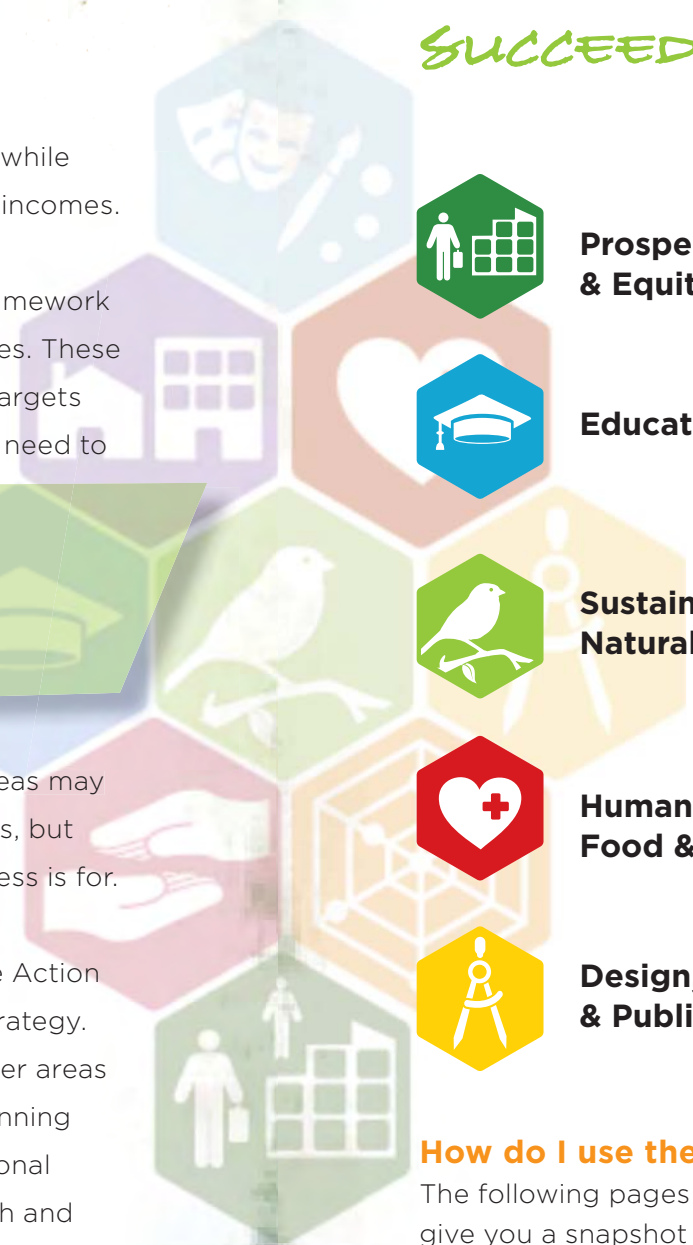 while
incomes.
mework
es. These
argets
need to
eas may
s, but
ess is for.
e Action
rategy.
er areas
nning
onal
h and
SUCCEED
Prospe
& Equit
Educat
Sustain
Natural
Human
Food &
Design,
& Publi
How do I use the
The following pages
give you a snapshot